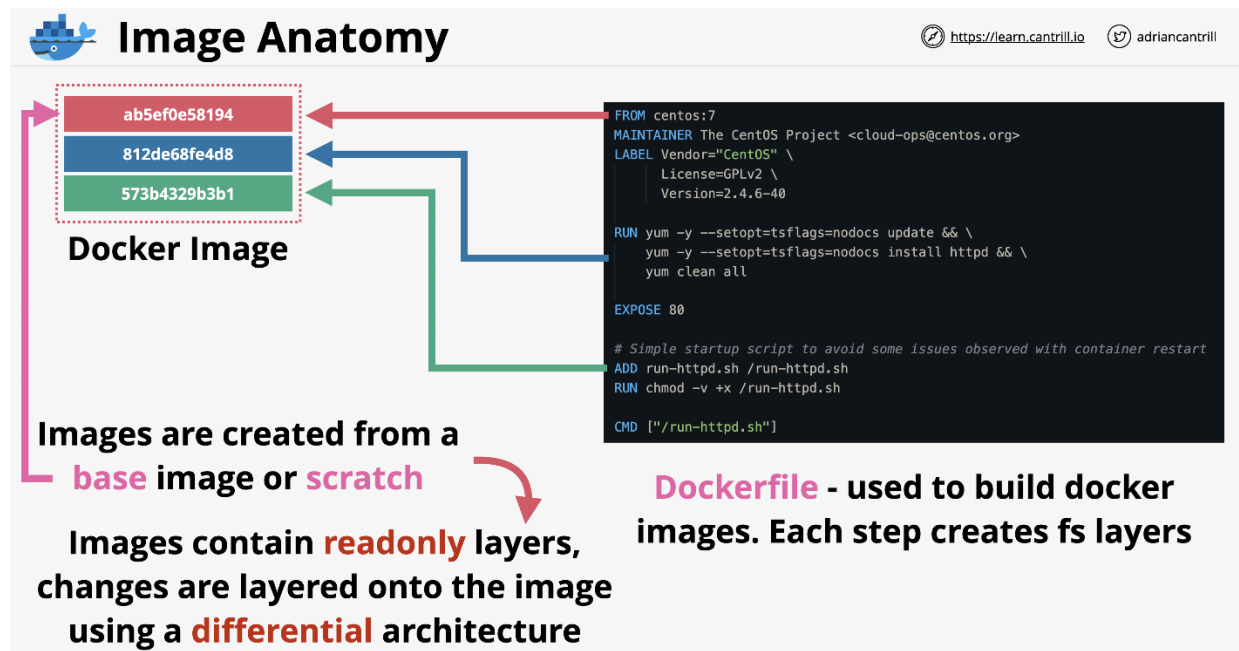 Image Anatomy
https://learn.cantrill.io
adriancantrill
ab5ef0e58194
812de68fe4d8
573b4329b3b1
Docker Image
FROM centos:7
MAINTAINER The CentOS Project <cloud-ops@centos.org>
LABEL Vendor="CentOS" \
      License=GPLv2 \
      Version=2.4.6-40
RUN yum -y --setopt=tsflags=nodocs update && \
    yum -y --setopt=tsflags=nodocs install httpd && \
    yum clean all
EXPOSE 80
# Simple startup script to avoid some issues observed with container restart
ADD run-httpd.sh /run-httpd.sh
RUN chmod -v +x /run-httpd.sh
CMD ["/run-httpd.sh"]
Images are created from a
base image or scratch
Images contain readonly layers,
changes are layered onto the image
using a differential architecture
Dockerfile - used to build docker
images. Each step creates fs layers